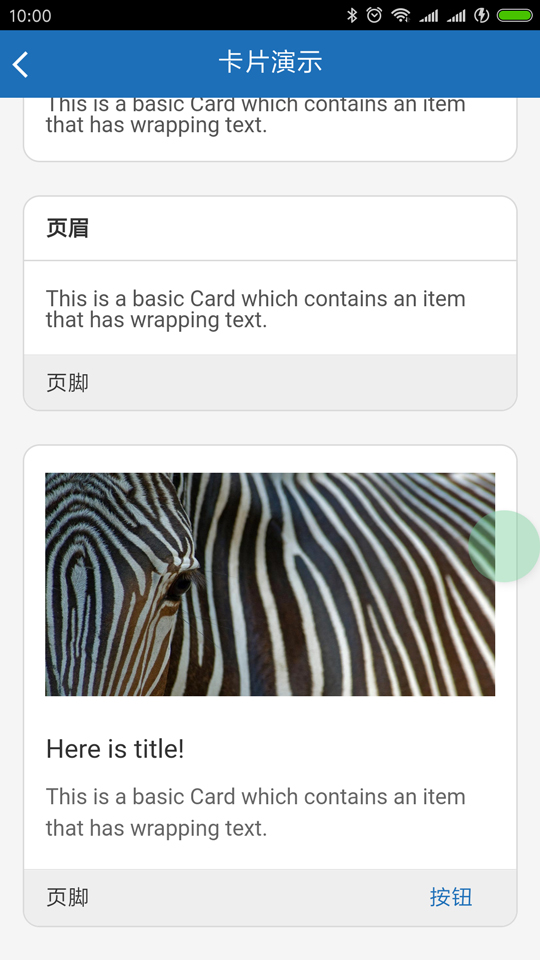 10:00
卡片演示
This is a basic Card which contains an item
that has wrapping text.
页眉
This is a basic Card which contains an item
that has wrapping text.
页脚
Here is title!
This is a basic Card which contains an item
that has wrapping text.
页脚 按钮